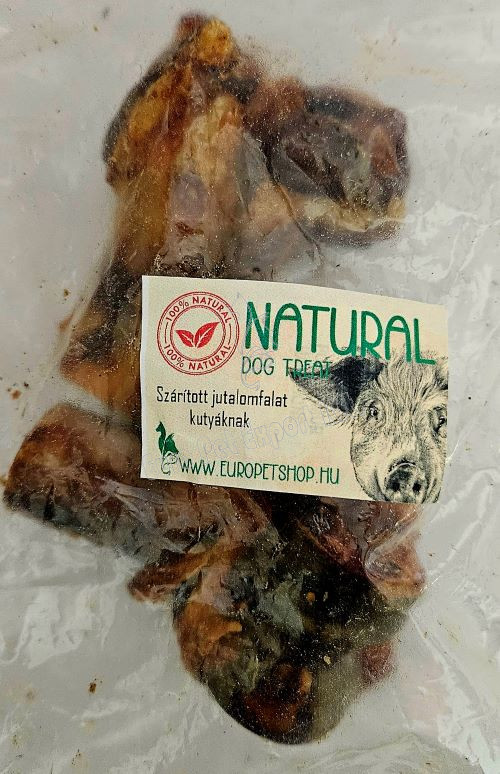 100% NATURAL
100% NATURAL
NATURAL
DOG TREAT
Szárított jutalomfalat
kutyáknak
WWW.EUROPETSHOP.HU